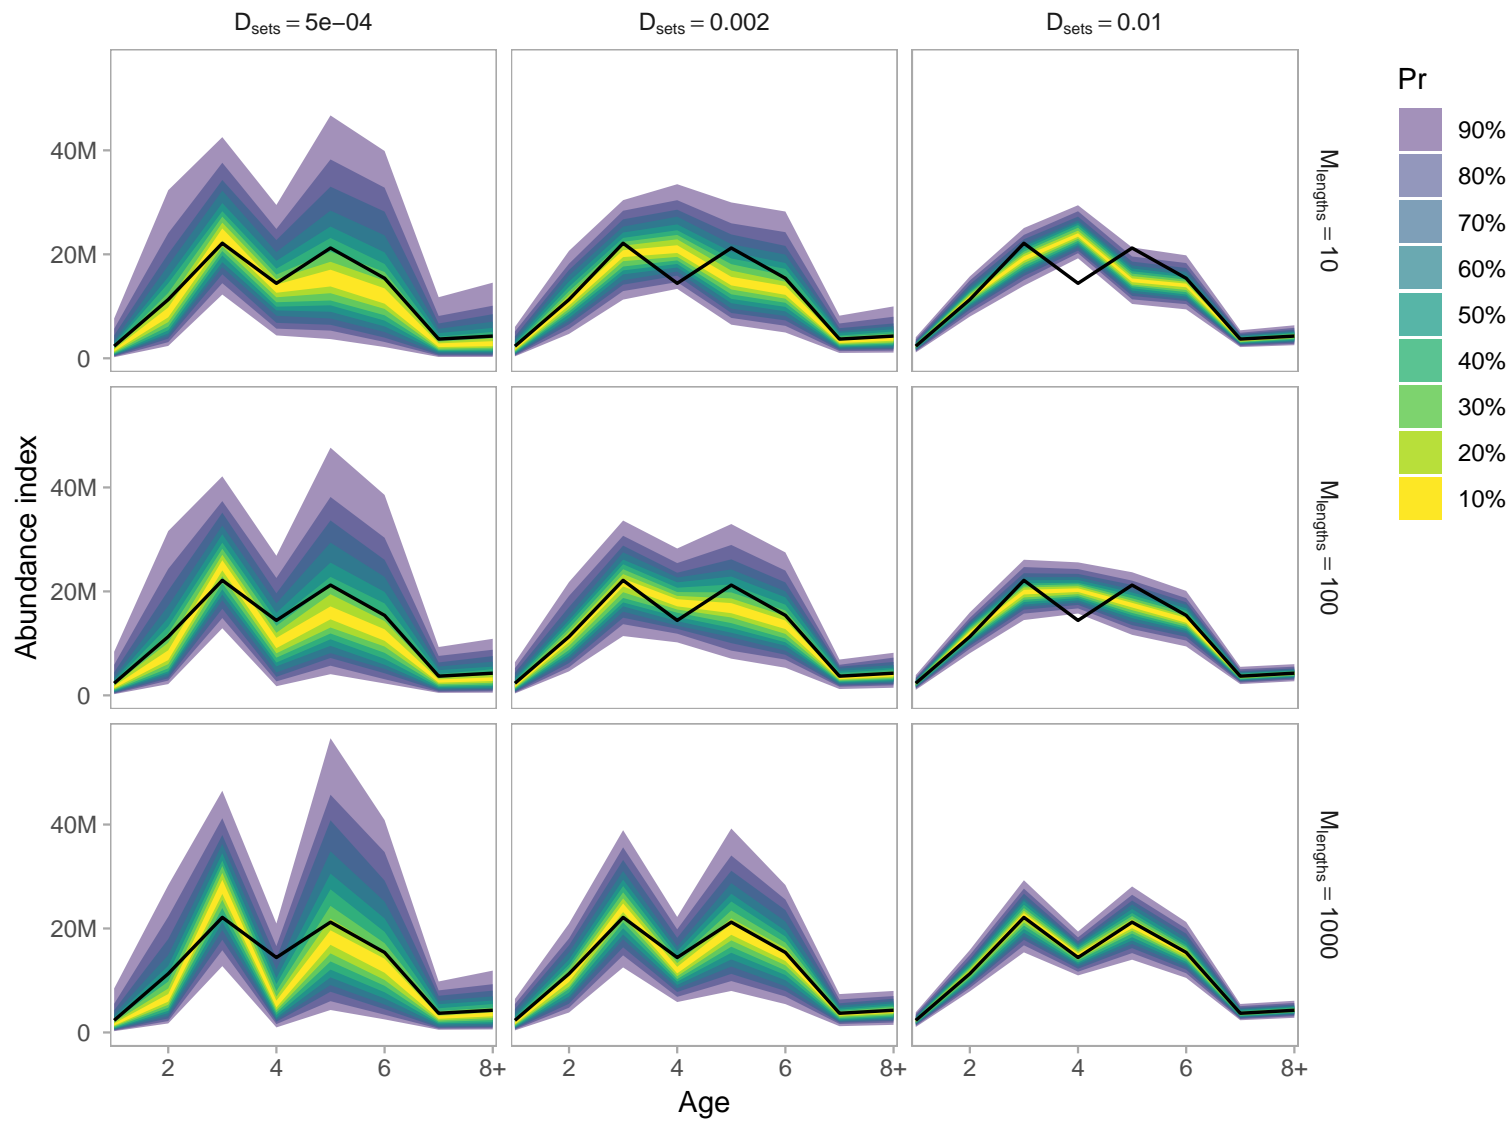 D_sets = 5e−04
D_sets = 0.002
D_sets = 0.01
Pr
90%
80%
70%
60%
50%
40%
30%
20%
10%
40M
20M
0
M_lengths = 10
40M
20M
0
M_lengths = 100
40M
20M
0
M_lengths = 1000
Abundance index
2 4 6 8+
2 4 6 8+
2 4 6 8+
Age